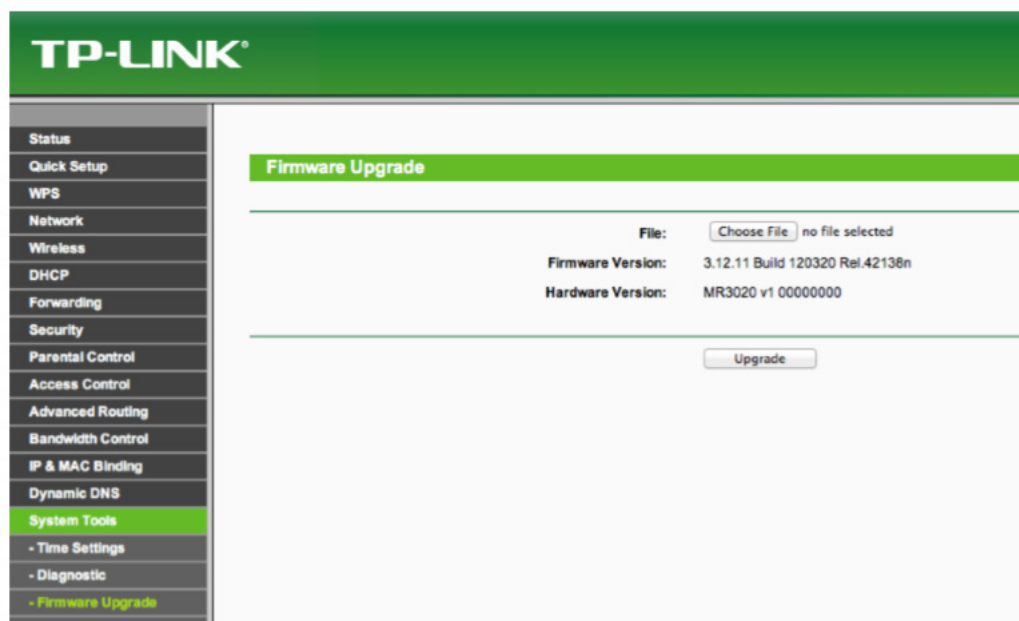 TP-LINK®
Status
Quick Setup
WPS
Network
Wireless
DHCP
Forwarding
Security
Parental Control
Access Control
Advanced Routing
Bandwidth Control
IP & MAC Binding
Dynamic DNS
System Tools
- Time Settings
- Diagnostic
- Firmware Upgrade
Firmware Upgrade
File: Choose File no file selected
Firmware Version: 3.12.11 Build 120320 Rel.42138n
Hardware Version: MR3020 v1 00000000
Upgrade